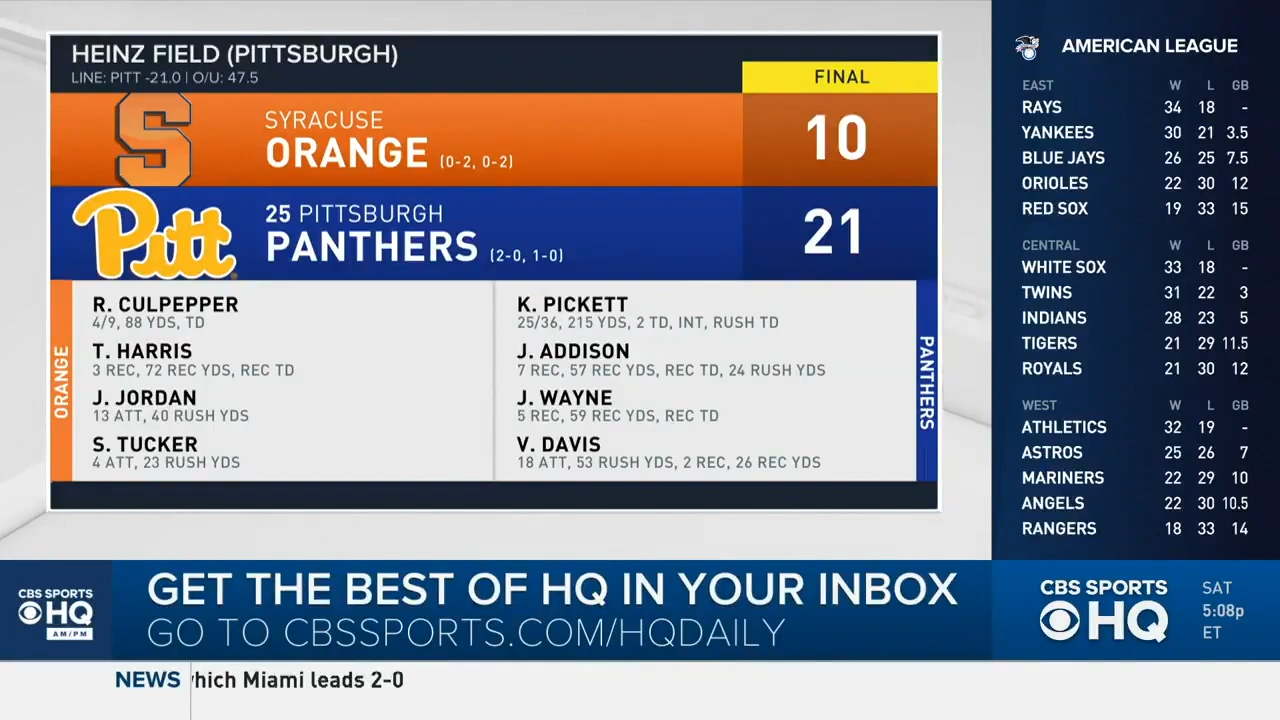 HEINZ FIELD (PITTSBURGH)
LINE: PITT -21.0 | O/U: 47.5
FINAL
S
SYRACUSE
ORANGE (0-2, 0-2)
10
Pitt
25 PITTSBURGH
PANTHERS (2-0, 1-0)
21
ORANGE
R. CULPEPPER
4/9, 88 YDS, TD
T. HARRIS
3 REC, 72 REC YDS, REC TD
J. JORDAN
13 ATT, 40 RUSH YDS
S. TUCKER
4 ATT, 23 RUSH YDS
K. PICKETT
25/36, 215 YDS, 2 TD, INT, RUSH TD
J. ADDISON
7 REC, 57 REC YDS, REC TD, 24 RUSH YDS
J. WAYNE
5 REC, 59 REC YDS, REC TD
V. DAVIS
18 ATT, 53 RUSH YDS, 2 REC, 26 REC YDS
PANTHERS
AMERICAN LEAGUE
EAST W L GB
RAYS 34 18 -
YANKEES 30 21 3.5
BLUE JAYS 26 25 7.5
ORIOLES 22 30 12
RED SOX 19 33 15
CENTRAL W L GB
WHITE SOX 33 18 -
TWINS 31 22 3
INDIANS 28 23 5
TIGERS 21 29 11.5
ROYALS 21 30 12
WEST W L GB
ATHLETICS 32 19 -
ASTROS 25 26 7
MARINERS 22 29 10
ANGELS 22 30 10.5
RANGERS 18 33 14
CBS SPORTS
HQ
AM/PM
GET THE BEST OF HQ IN YOUR INBOX
GO TO CBSSPORTS.COM/HQDAILY
CBS SPORTS
HQ
SAT
5:08p
ET
NEWS hich Miami leads 2-0